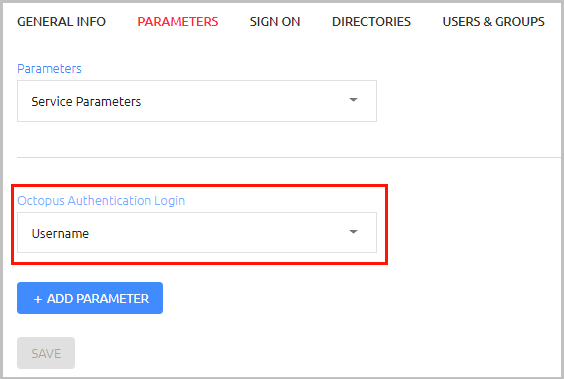 GENERAL INFO PARAMETERS SIGN ON DIRECTORIES USERS & GROUPS
Parameters
Service Parameters
Octopus Authentication Login
Username
+ ADD PARAMETER
SAVE